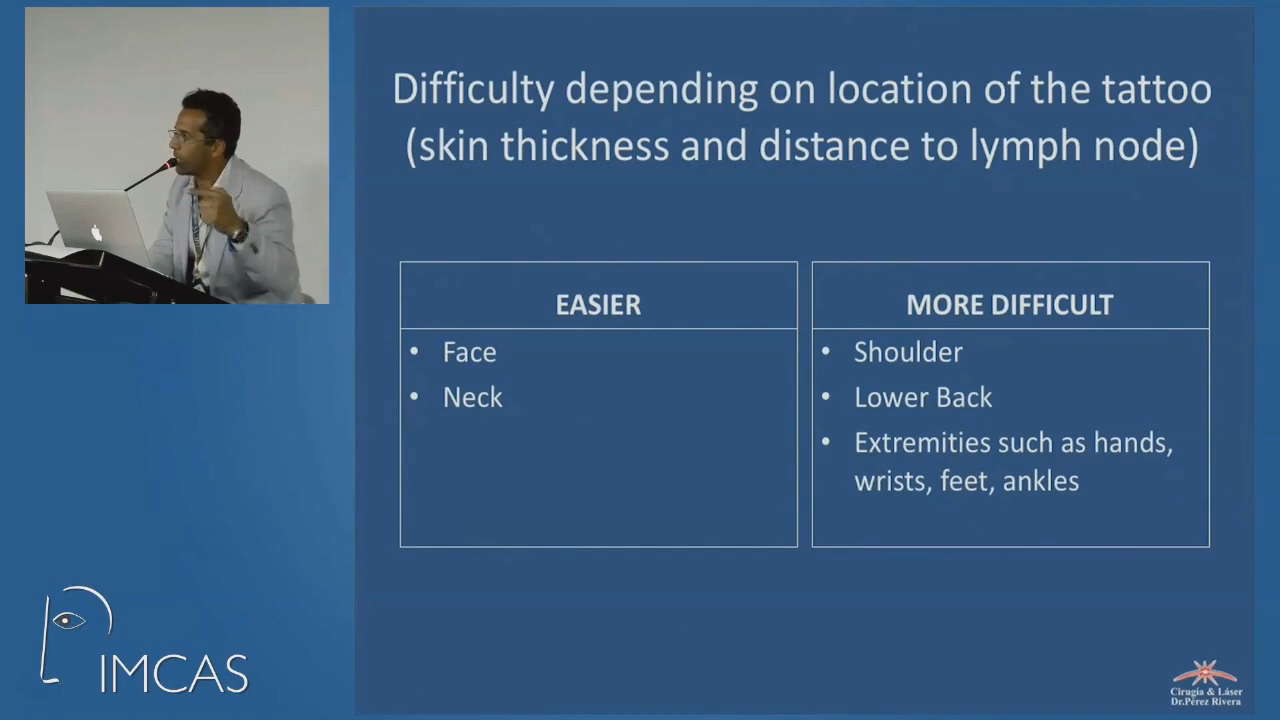 Difficulty depending on location of the tattoo
(skin thickness and distance to lymph node)
EASIER
• Face
• Neck
MORE DIFFICULT
• Shoulder
• Lower Back
• Extremities such as hands,
wrists, feet, ankles
IMCAS
Cirugía & Láser
Dr.Pérez Rivera